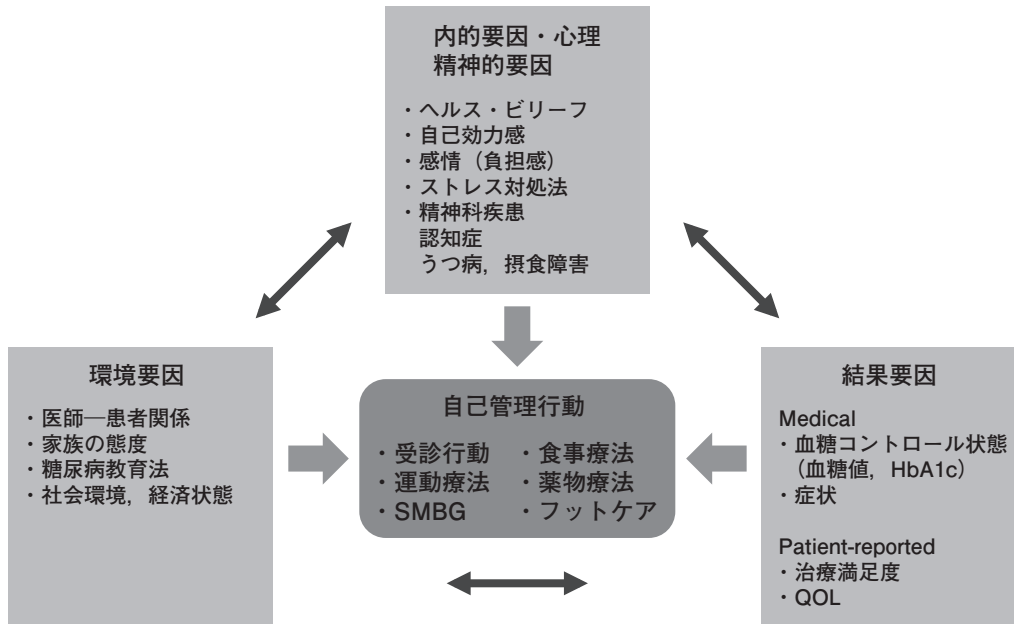 内的要因・心理
精神的要因
・ヘルス・ビリーフ
・自己効力感
・感情（負担感）
・ストレス対処法
・精神科疾患
認知症
うつ病，摂食障害
環境要因
・医師―患者関係
・家族の態度
・糖尿病教育法
・社会環境，経済状態
自己管理行動
・受診行動 ・食事療法
・運動療法 ・薬物療法
・SMBG ・フットケア
結果要因
Medical
・血糖コントロール状態
（血糖値，HbA1c）
・症状
Patient-reported
・治療満足度
・QOL